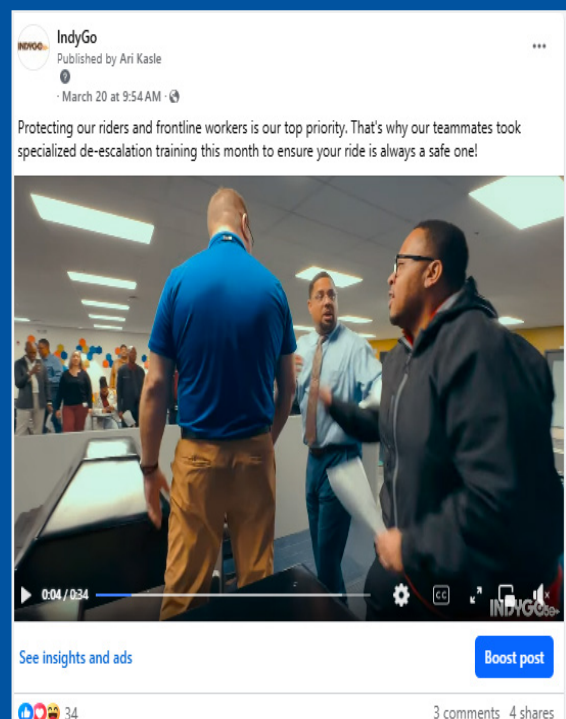 INDYGO
IndyGo
Published by Ari Kasle
· March 20 at 9:54 AM ·
Protecting our riders and frontline workers is our top priority. That's why our teammates took
specialized de-escalation training this month to ensure your ride is always a safe one!
0:04 / 0:34
CC
INDYGO
See insights and ads
Boost post
34
3 comments 4 shares